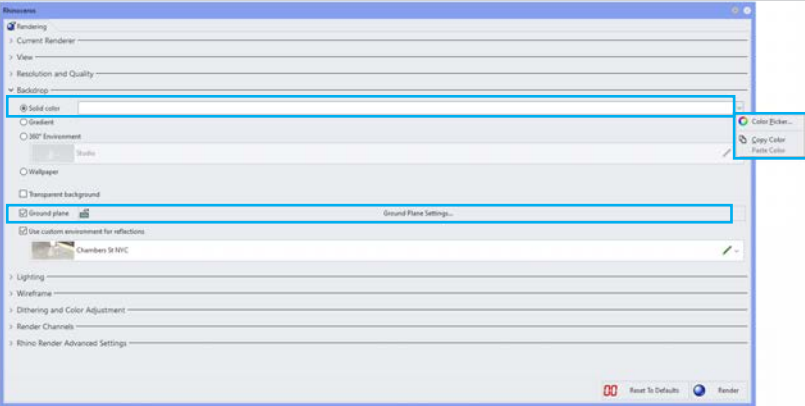 Rhinoceros
Rendering
Current Renderer
View
Resolution and Quality
Backdrop
Solid color
Gradient
Color Picker...
360° Environment
Copy Color
Studio
Paste Color
Wallpaper
Transparent background
Ground plane Ground Plane Settings...
Use custom environment for reflections
Chambers St NYC
Lighting
Wireframe
Dithering and Color Adjustment
Render Channels
Rhino Render Advanced Settings
Reset To Defaults Render